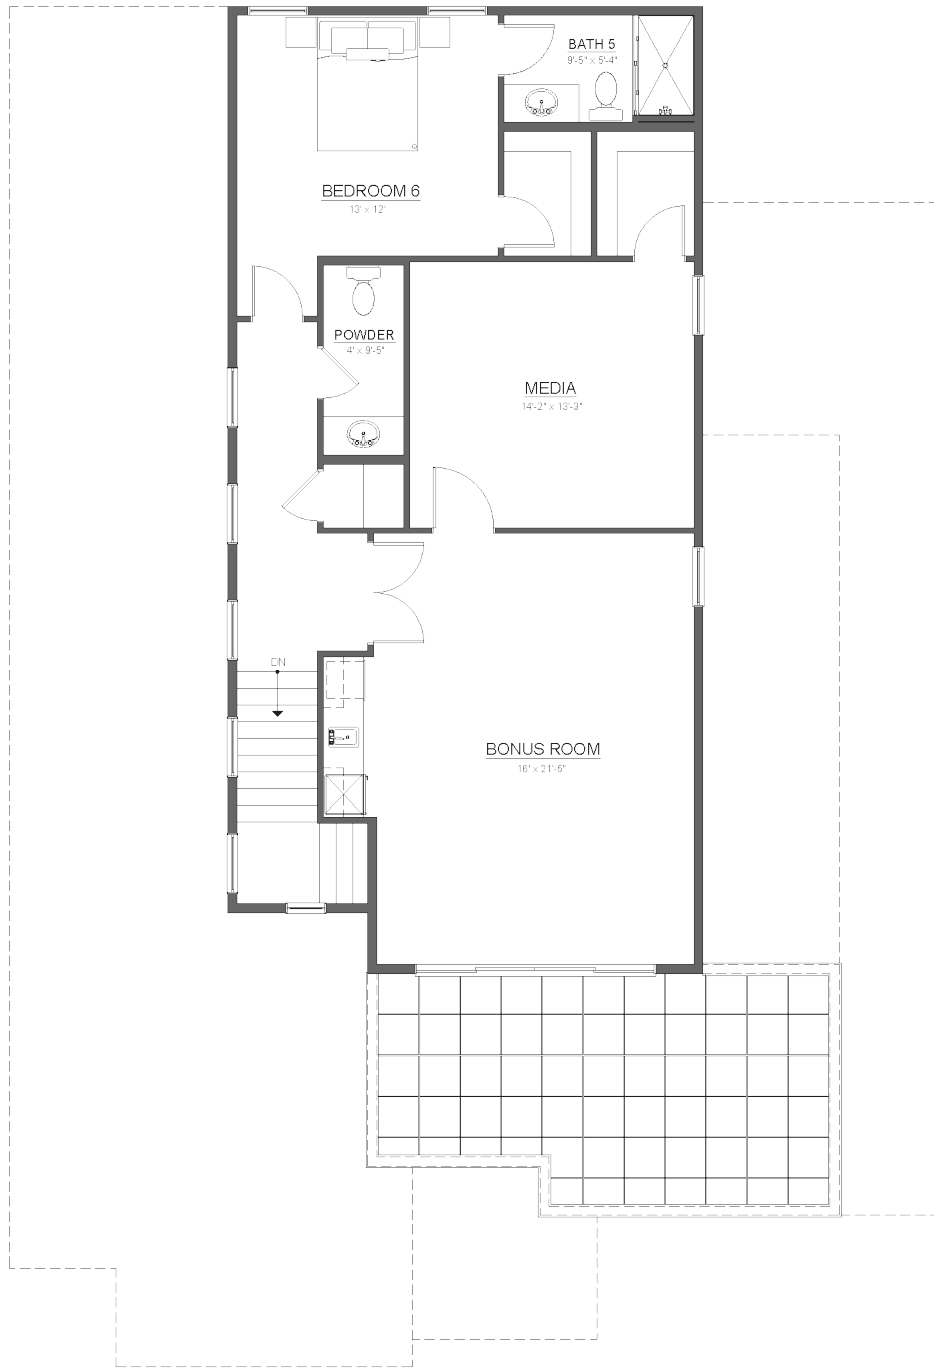 BATH 5
9'-5" x 5'-4"
BEDROOM 6
13' x 12'
POWDER
4' x 9'-5"
MEDIA
14'-2" x 13'-3"
DN
BONUS ROOM
16' x 21'-5"